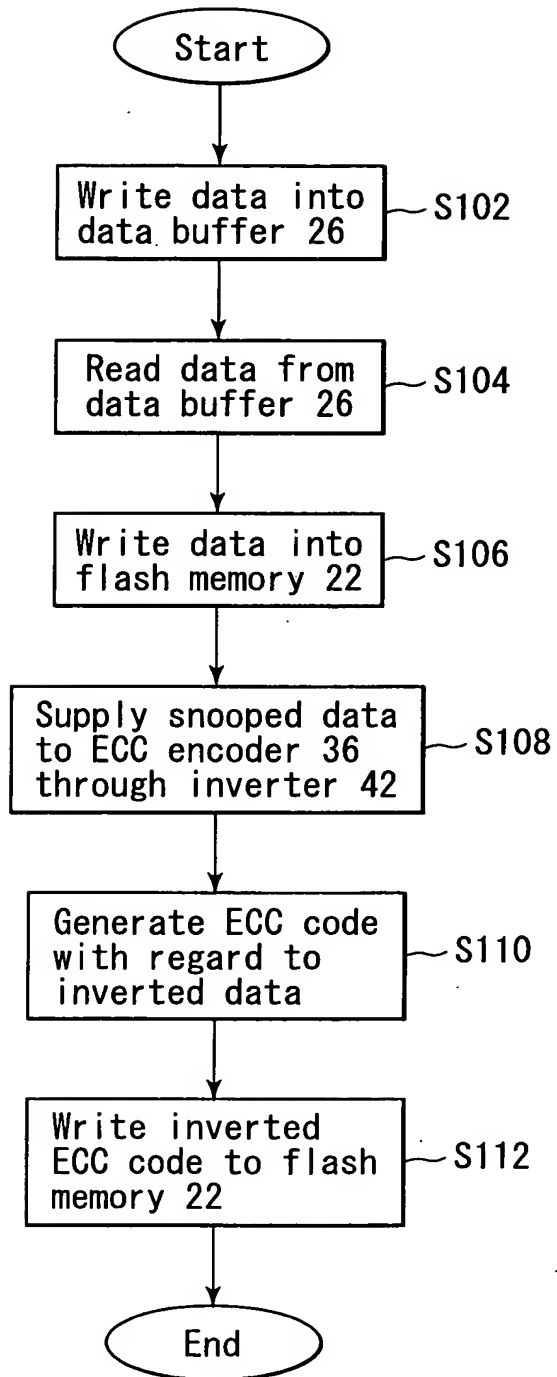 Start
Write data into
data buffer 26
S102
Read data from
data buffer 26
S104
Write data into
flash memory 22
S106
Supply snooped data
to ECC encoder 36
through inverter 42
S108
Generate ECC code
with regard to
inverted data
S110
Write inverted
ECC code to flash
memory 22
S112
End